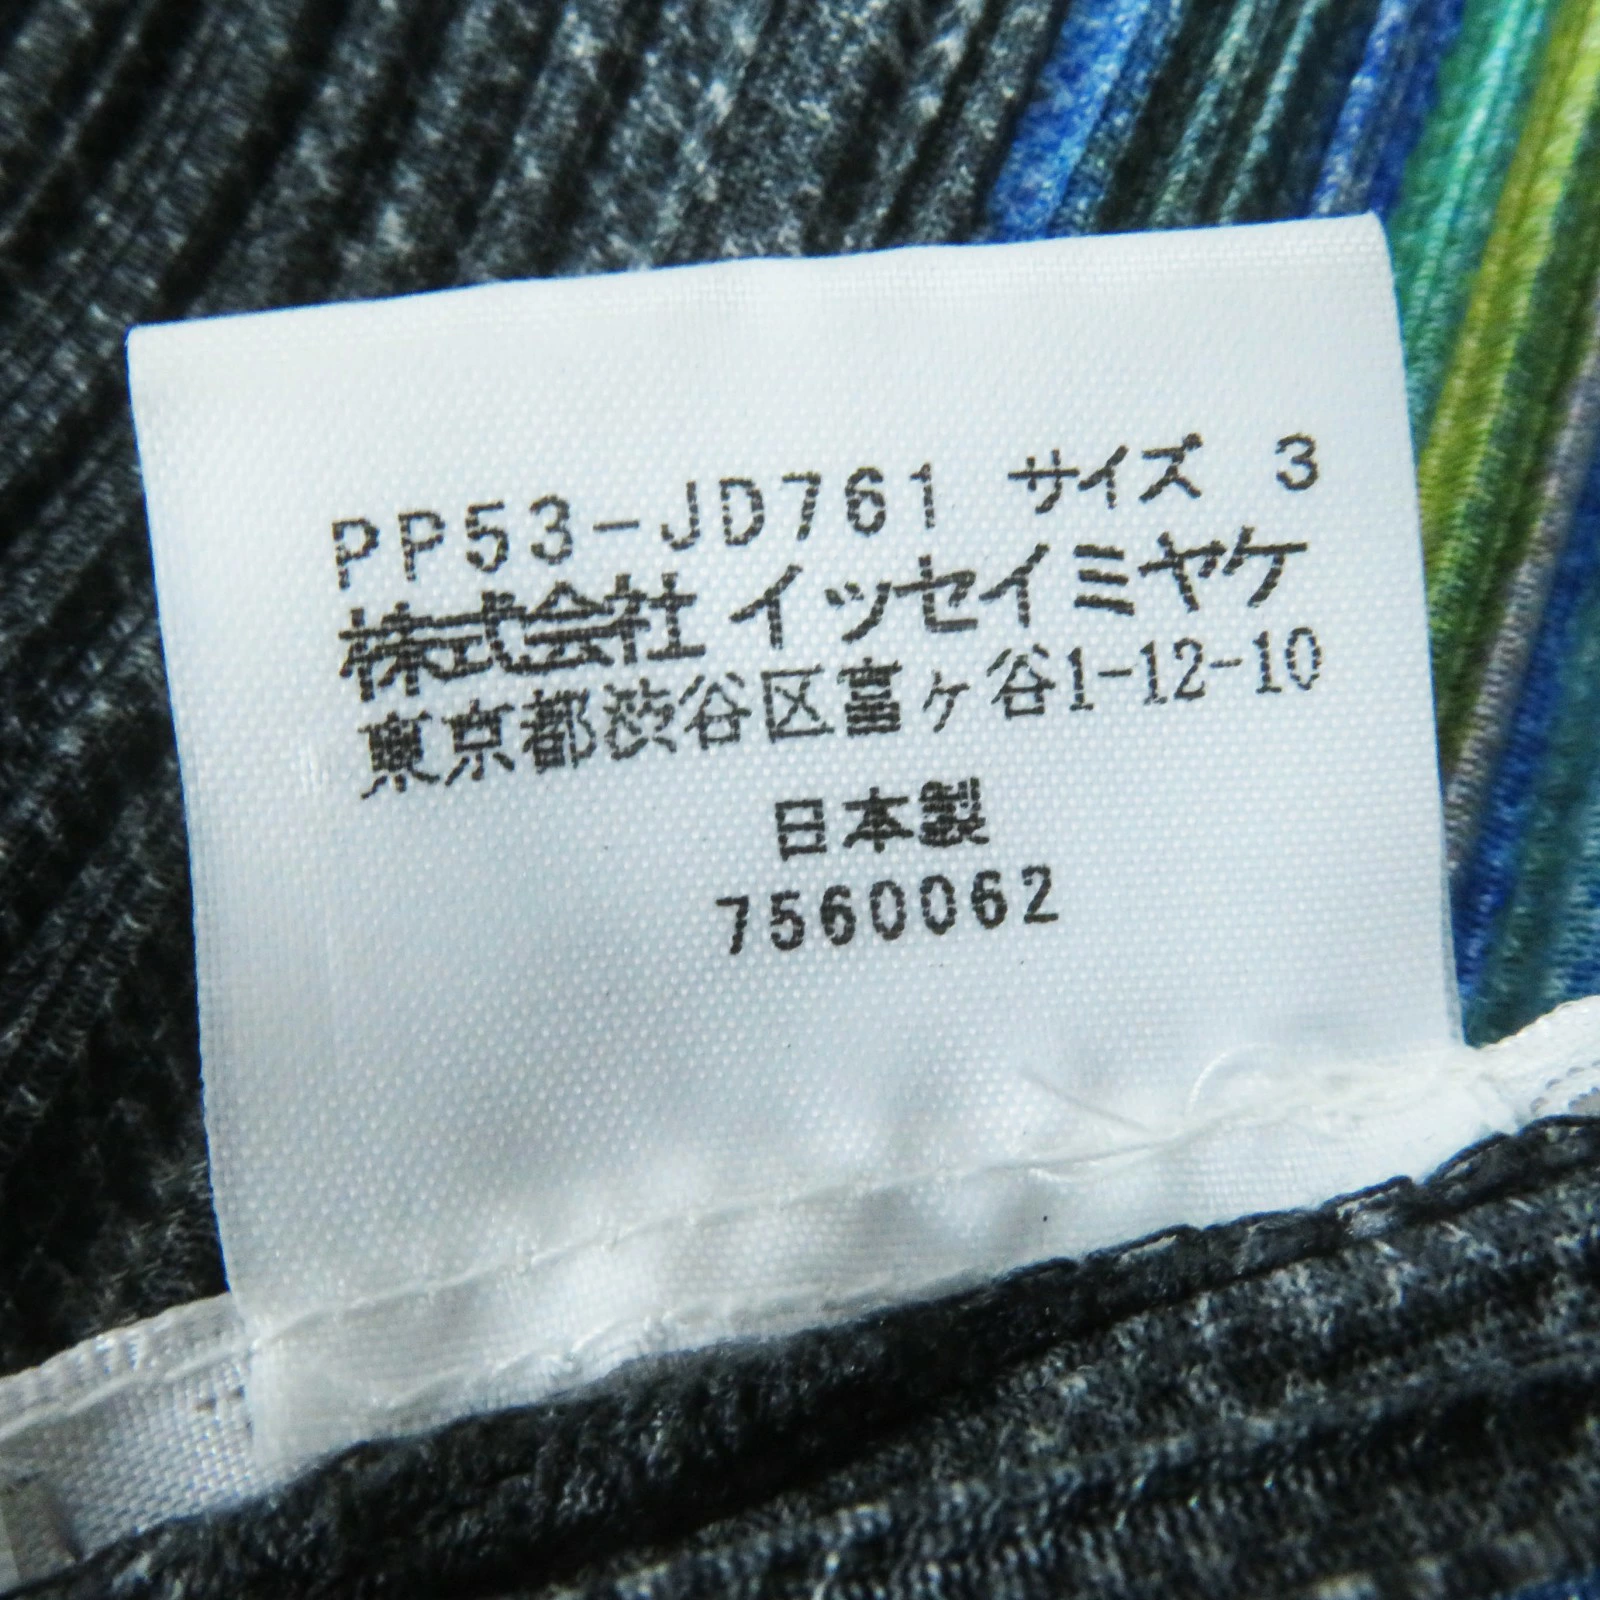 PP53-JD761 サイズ 3
株式会社 イッセイミヤケ
東京都渋谷区富ヶ谷1-12-10
日本製
7560062